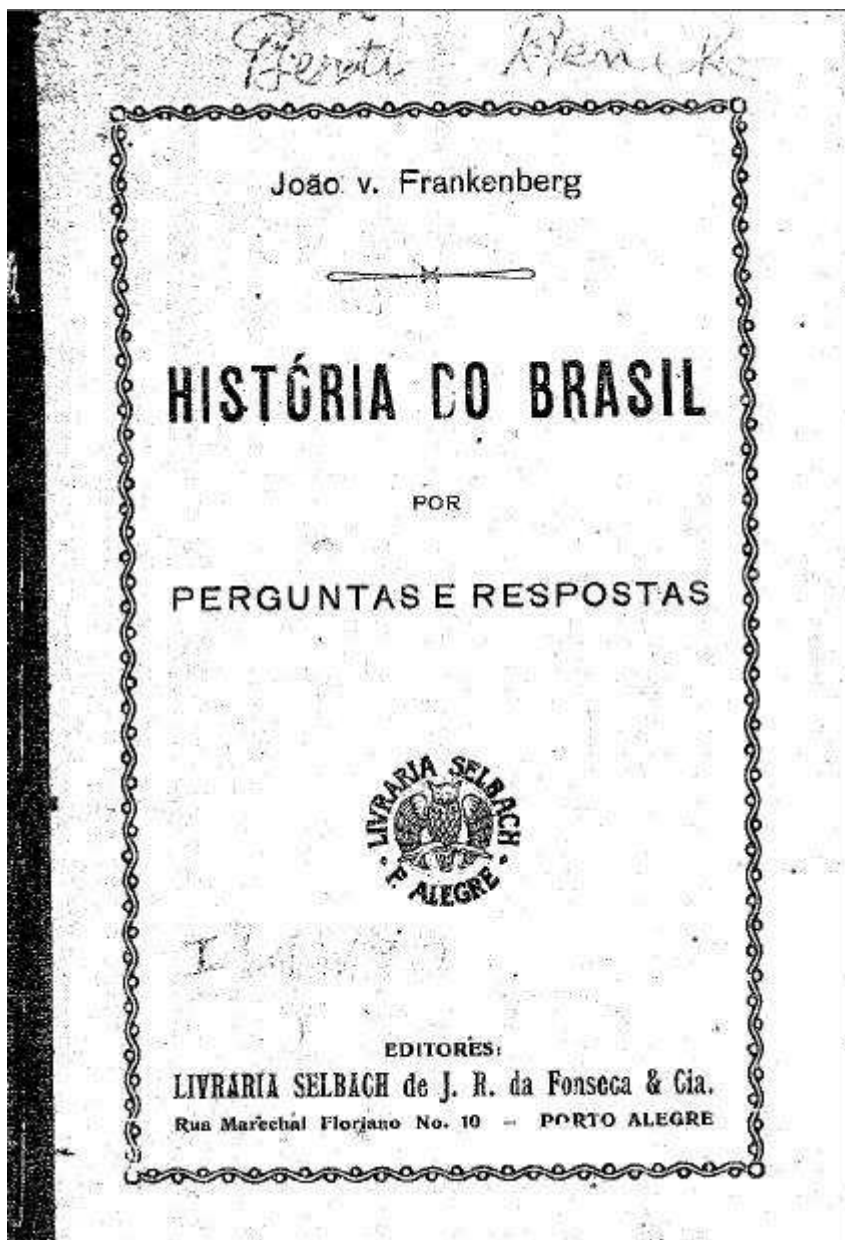 João v. Frankenberg
HISTÓRIA DO BRASIL
POR
PERGUNTAS E RESPOSTAS
LIVRARIA SELBACH
P. ALEGRE
EDITORES:
LIVRARIA SELBACH de J. R. da Fonseca & Cia.
Rua Marechal Floriano No. 10 — PORTO ALEGRE